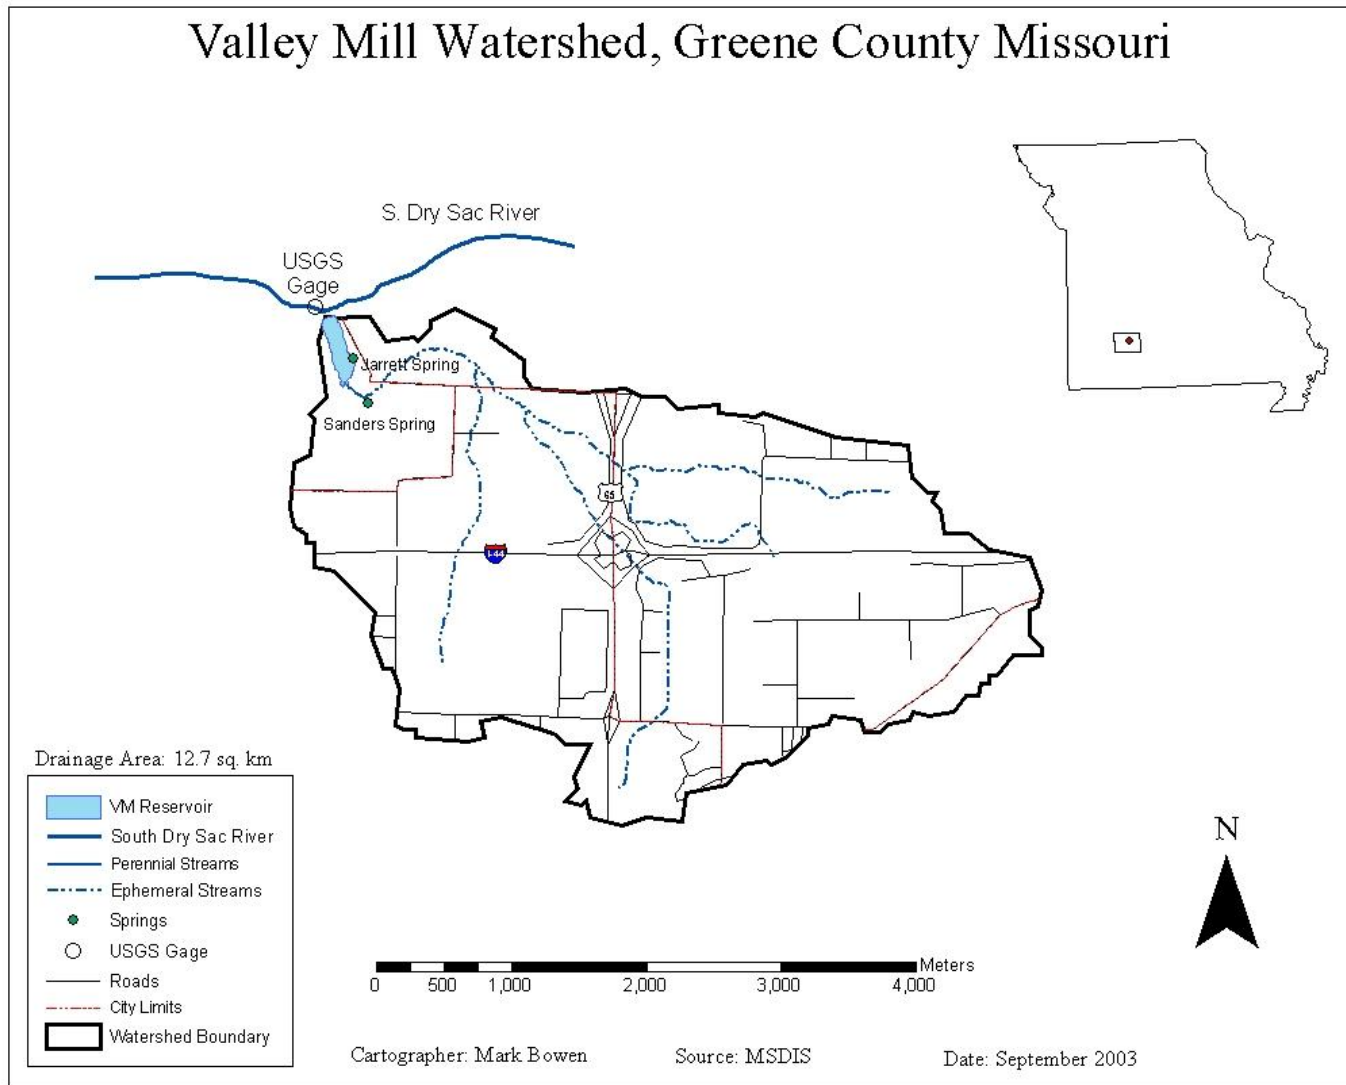 Valley Mill Watershed, Greene County Missouri
S. Dry Sac River
USGS
Gage
Jarrett Spring
Sanders Spring
65
I-44
Drainage Area: 12.7 sq. km
VM Reservoir
South Dry Sac River
Perennial Streams
Ephemeral Streams
Springs
USGS Gage
Roads
City Limits
Watershed Boundary
N
Meters
0 500 1,000 2,000 3,000 4,000
Cartographer: Mark Bowen Source: MSDIS Date: September 2003